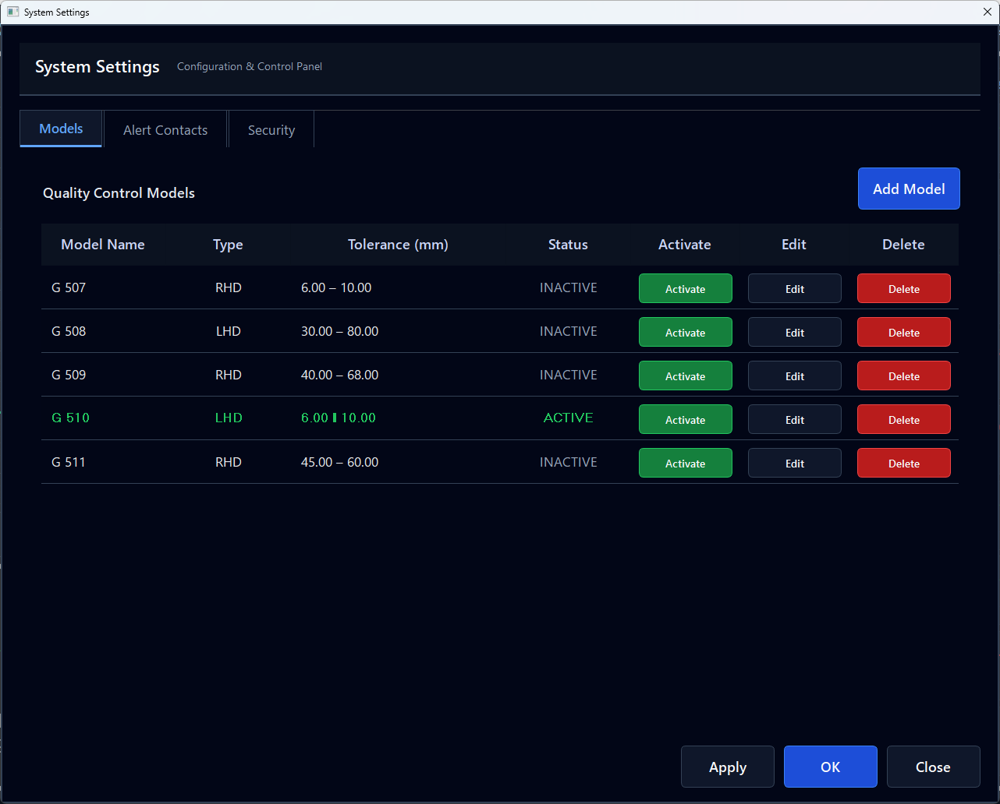 System Settings
System Settings Configuration & Control Panel
Models Alert Contacts Security
Quality Control Models Add Model
Model Name Type Tolerance (mm) Status Activate Edit Delete
G 507 RHD 6.00 – 10.00 INACTIVE Activate Edit Delete
G 508 LHD 30.00 – 80.00 INACTIVE Activate Edit Delete
G 509 RHD 40.00 – 68.00 INACTIVE Activate Edit Delete
G 510 LHD 6.00 ▮ 10.00 ACTIVE Activate Edit Delete
G 511 RHD 45.00 – 60.00 INACTIVE Activate Edit Delete
Apply OK Close